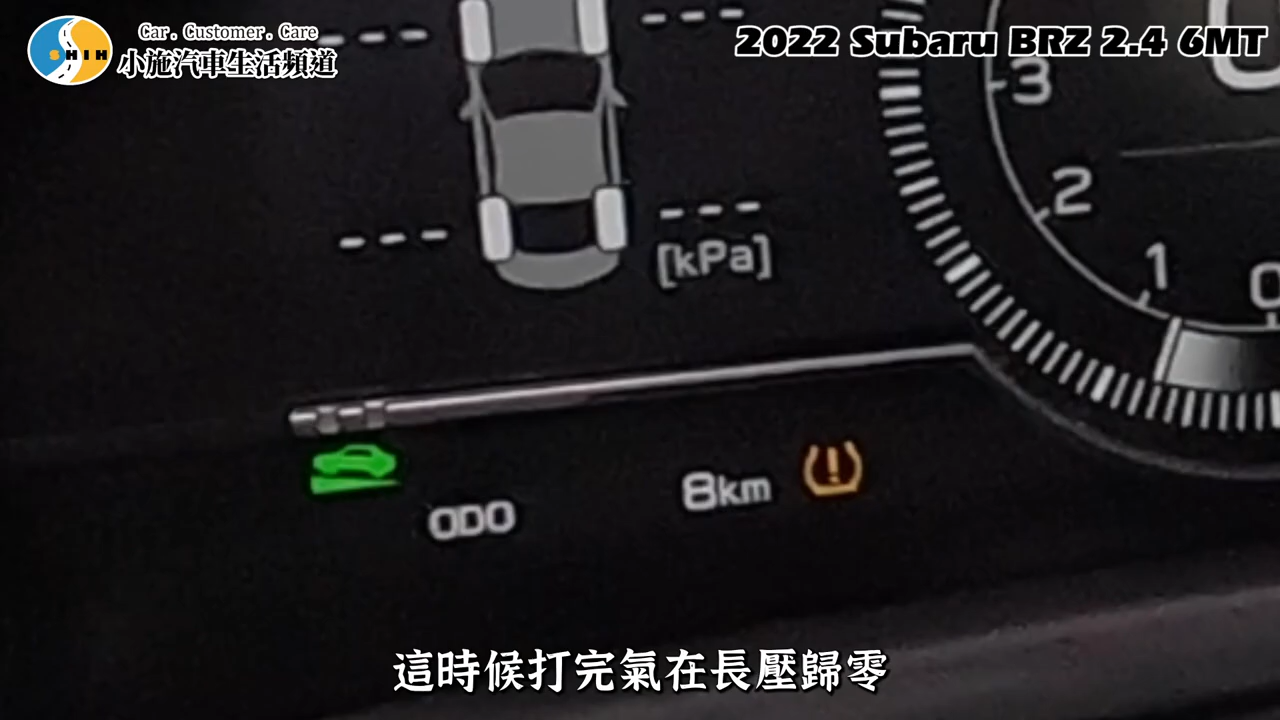 Car . Customer . Care
SHIH
小施汽車生活頻道
2022 Subaru BRZ 2.4 6MT
--- ---
3
2
--- ---
[kPa]
1
0
8km
ODO
這時候打完氣在長壓歸零